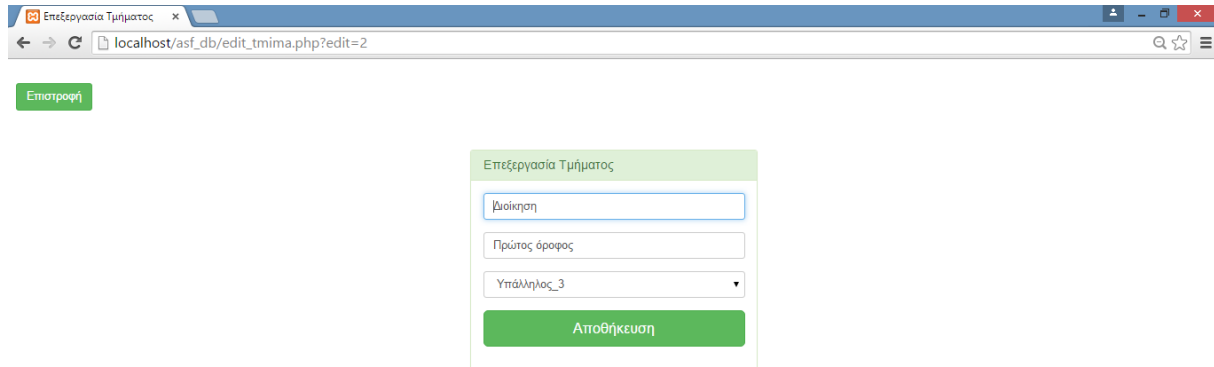 Επεξεργασία Τμήματος
localhost/asf_db/edit_tmima.php?edit=2
Επιστροφή
Επεξεργασία Τμήματος
Διοίκηση
Πρώτος όροφος
Υπάλληλος_3
Αποθήκευση